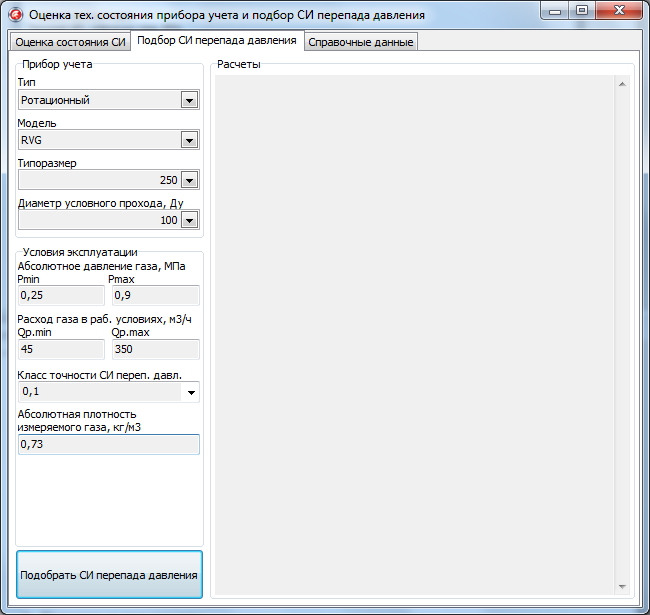 Оценка тех. состояния прибора учета и подбор СИ перепада давления
Оценка состояния СИ Подбор СИ перепада давления Справочные данные
Прибор учета
Тип
Ротационный
Модель
RVG
Типоразмер
250
Диаметр условного прохода, Ду
100
Условия эксплуатации
Абсолютное давление газа, МПа
Pmin Pmax
0,25 0,9
Расход газа в раб. условиях, м3/ч
Qp.min Qp.max
45 350
Класс точности СИ переп. давл.
0,1
Абсолютная плотность
измеряемого газа, кг/м3
0,73
Подобрать СИ перепада давления
Расчеты